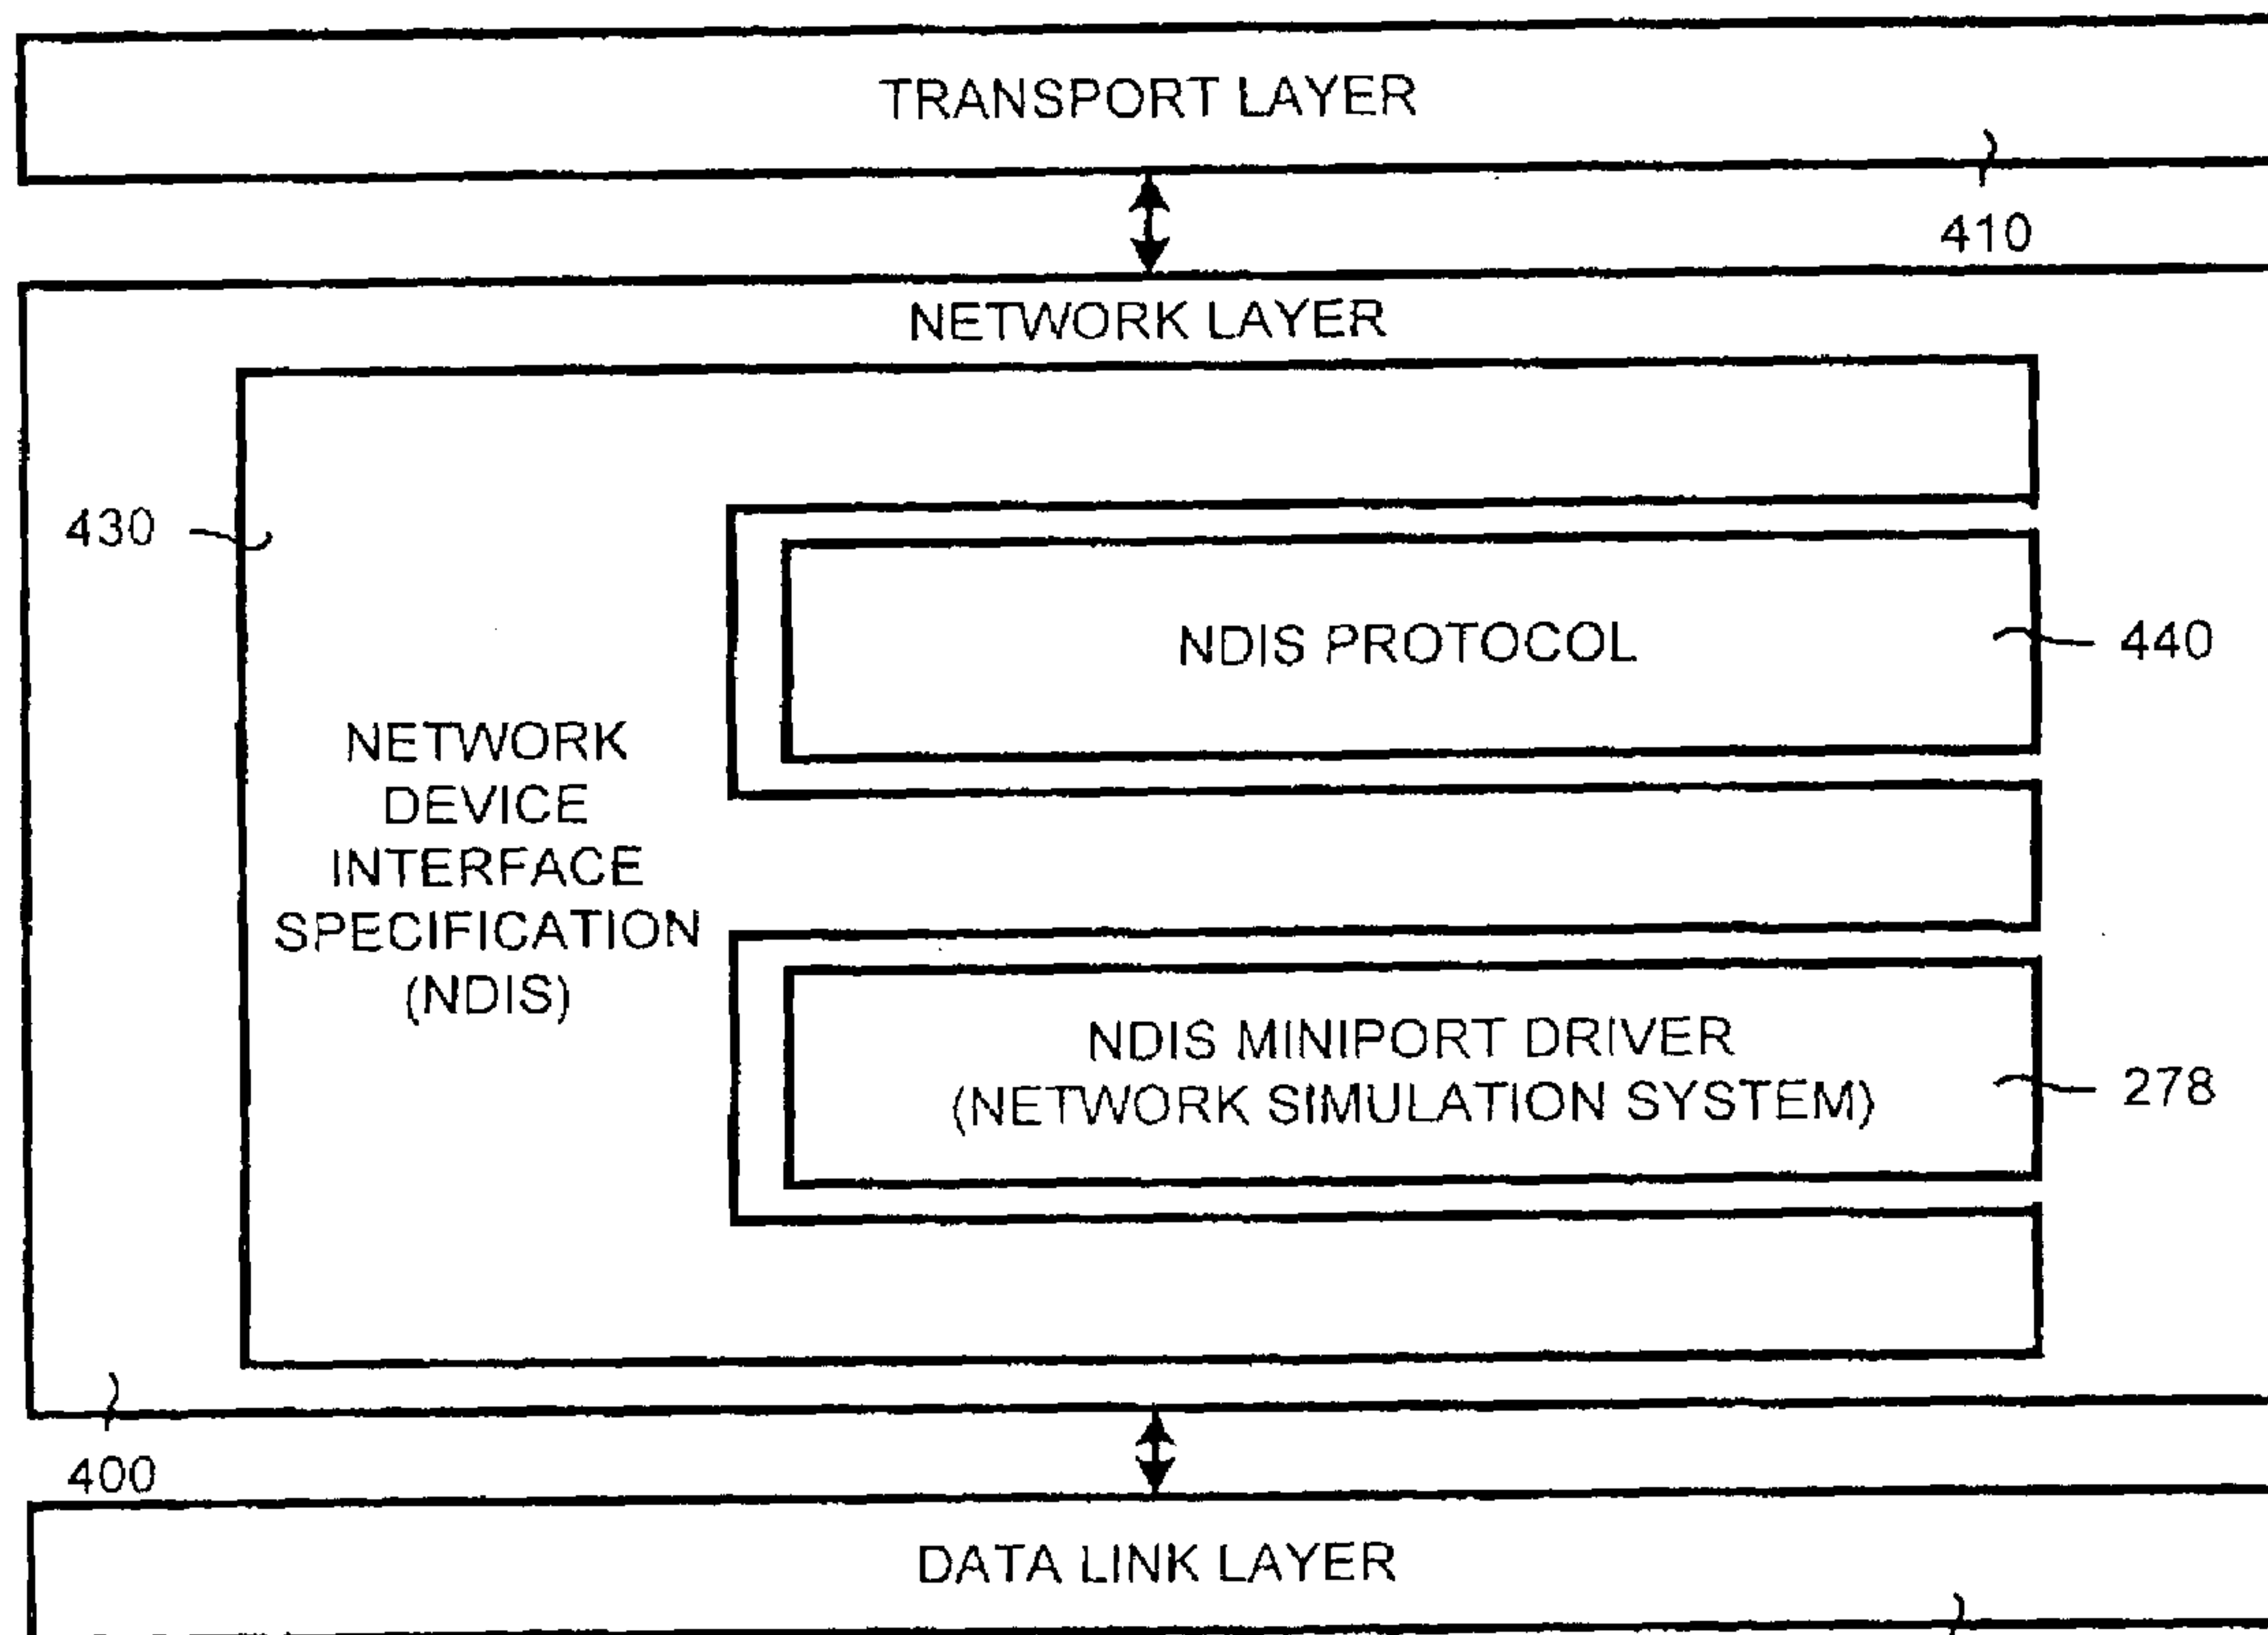 TRANSPORT LAYER
410
NETWORK LAYER
430
NDIS PROTOCOL
440
NETWORK
DEVICE
INTERFACE
SPECIFICATION
(NDIS)
NDIS MINIPORT DRIVER
(NETWORK SIMULATION SYSTEM)
278
400
DATA LINK LAYER